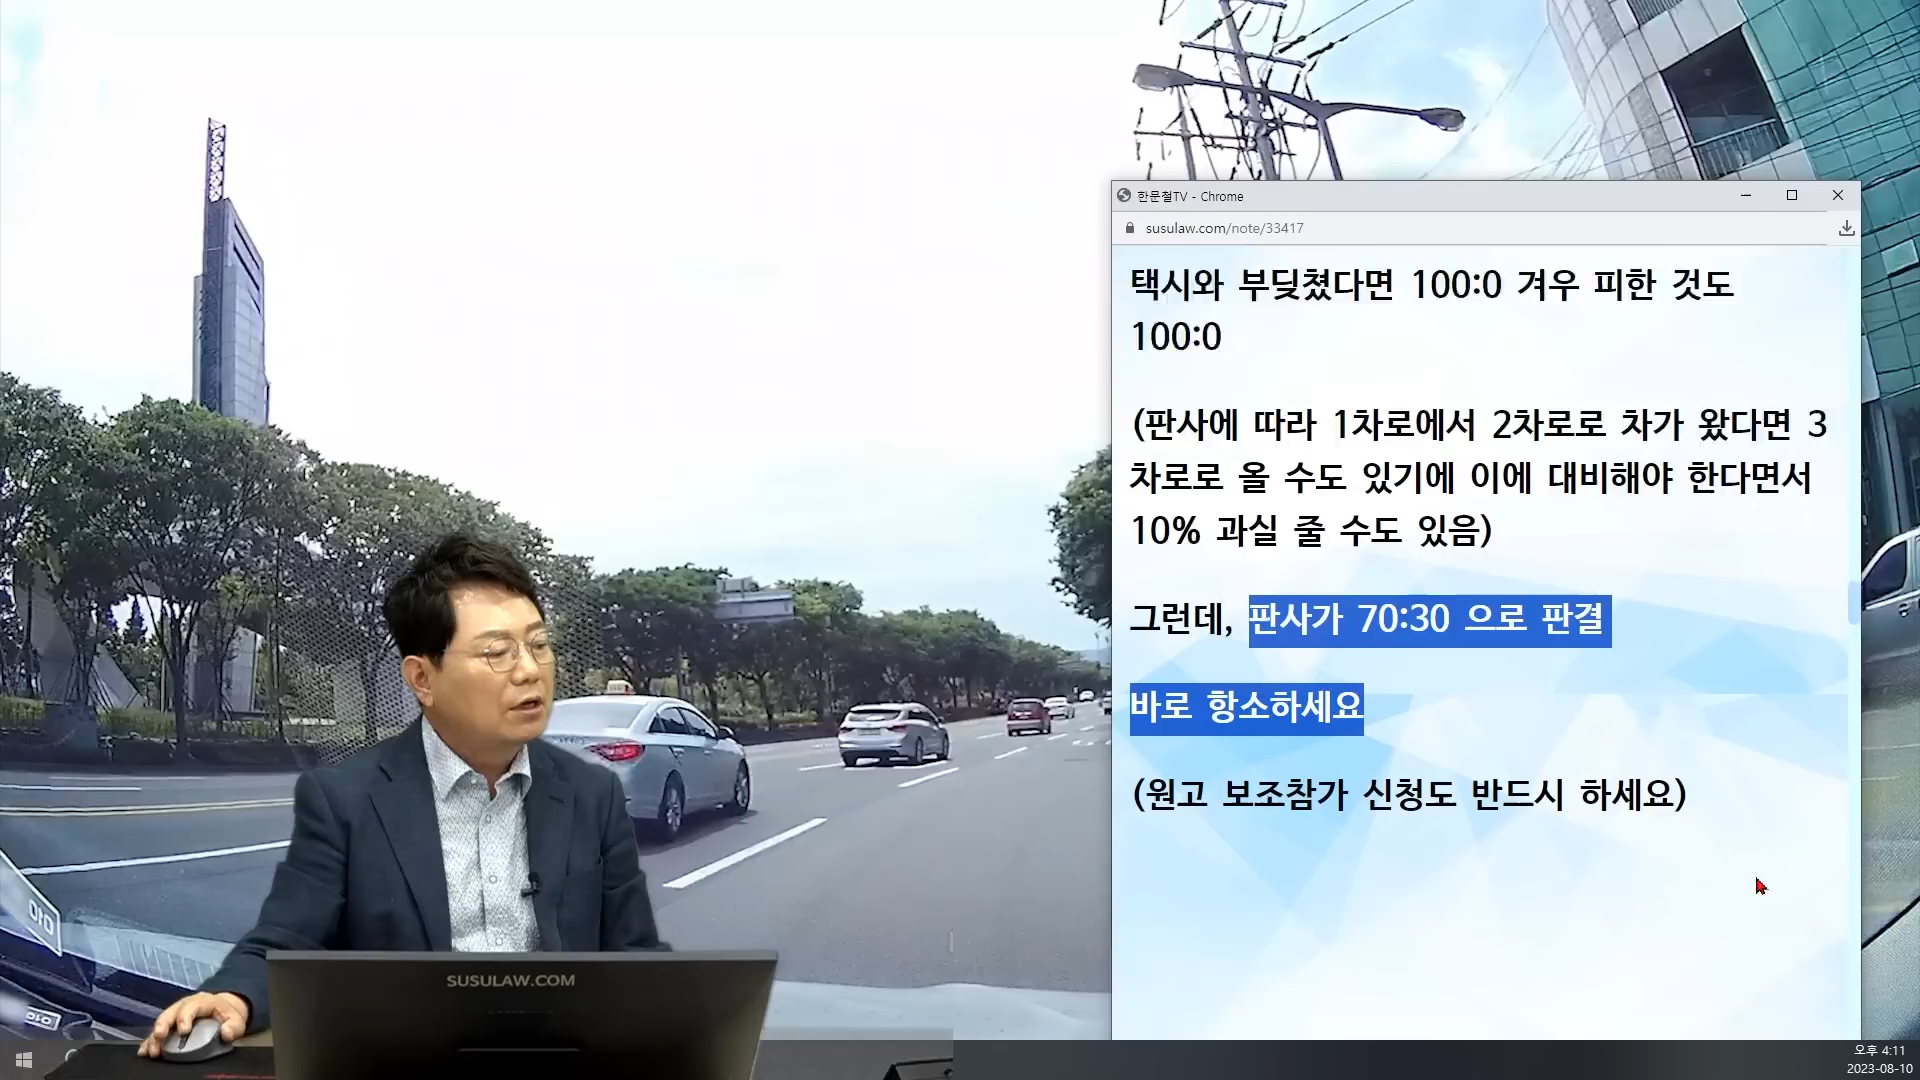 한문철TV - Chrome
susulaw.com/note/33417
택시와 부딪쳤다면 100:0 겨우 피한 것도
100:0
(판사에 따라 1차로에서 2차로로 차가 왔다면 3
차로로 올 수도 있기에 이에 대비해야 한다면서
10% 과실 줄 수도 있음)
그런데, 판사가 70:30 으로 판결
바로 항소하세요
(원고 보조참가 신청도 반드시 하세요)
SUSULAW.COM
오후 4:11
2023-08-10